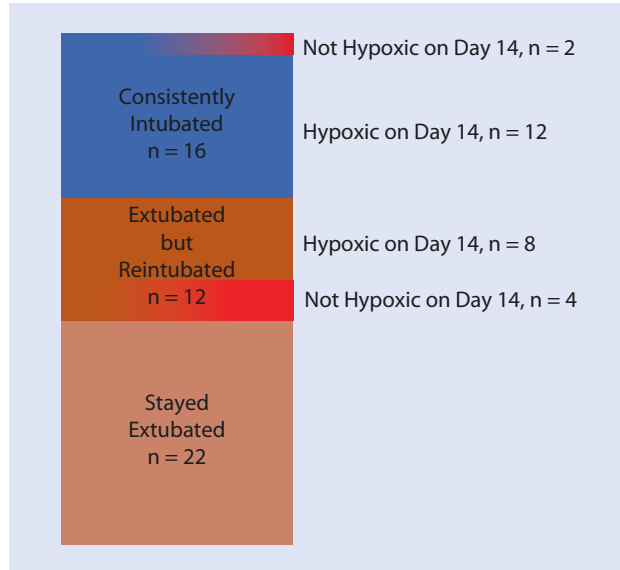 Not Hypoxic on Day 14, n = 2
Consistently
Intubated
n = 16
Hypoxic on Day 14, n = 12
Extubated
but
Reintubated
n = 12
Hypoxic on Day 14, n = 8
Not Hypoxic on Day 14, n = 4
Stayed
Extubated
n = 22